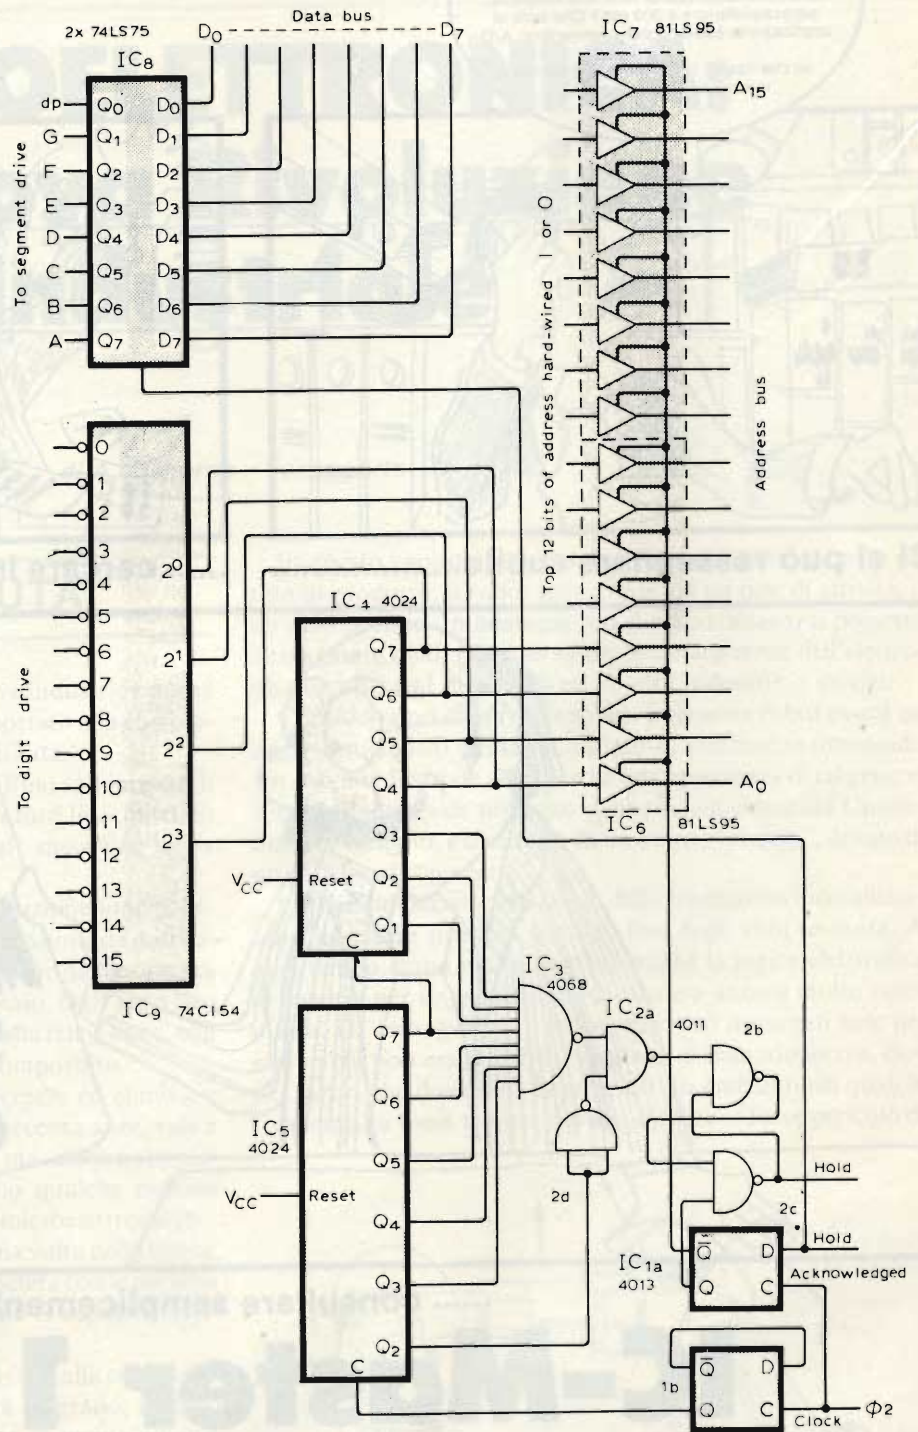 Data bus
2x 74LS75
D0
D7
IC8
dp
G
F
E
D
C
B
A
Q0
Q1
Q2
Q3
Q4
Q5
Q6
Q7
D0
D1
D2
D3
D4
D5
D6
D7
To segment drive
IC7 81LS95
A15
Top 12 bits of address hard-wired 1 or 0
Address bus
A0
IC6 81LS95
0
1
2
3
4
5
6
7
8
9
10
11
12
13
14
15
2^0
2^1
2^2
2^3
To digit drive
IC9 74C154
IC4 4024
Q7
Q6
Q5
Q4
Q3
Q2
Q1
VCC
Reset
C
IC3
4068
IC2a
4011
2b
2c
2d
IC5
4024
Q7
Q6
Q5
Q4
Q3
Q2
VCC
Reset
C
Hold
Hold
Acknowledged
IC1a
4013
Q̅
Q
D
C
1b
Q̅
Q
D
C
Clock
Φ2